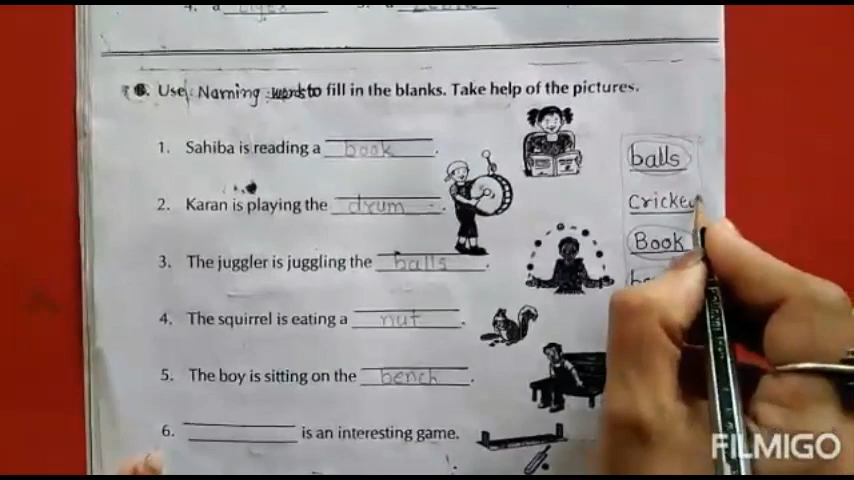 6. Use Naming words to fill in the blanks. Take help of the pictures.
1. Sahiba is reading a book.
balls
2. Karan is playing the drum.
Cricke
Book
3. The juggler is juggling the balls.
4. The squirrel is eating a nut.
5. The boy is sitting on the bench.
6. is an interesting game.
FILMIGO